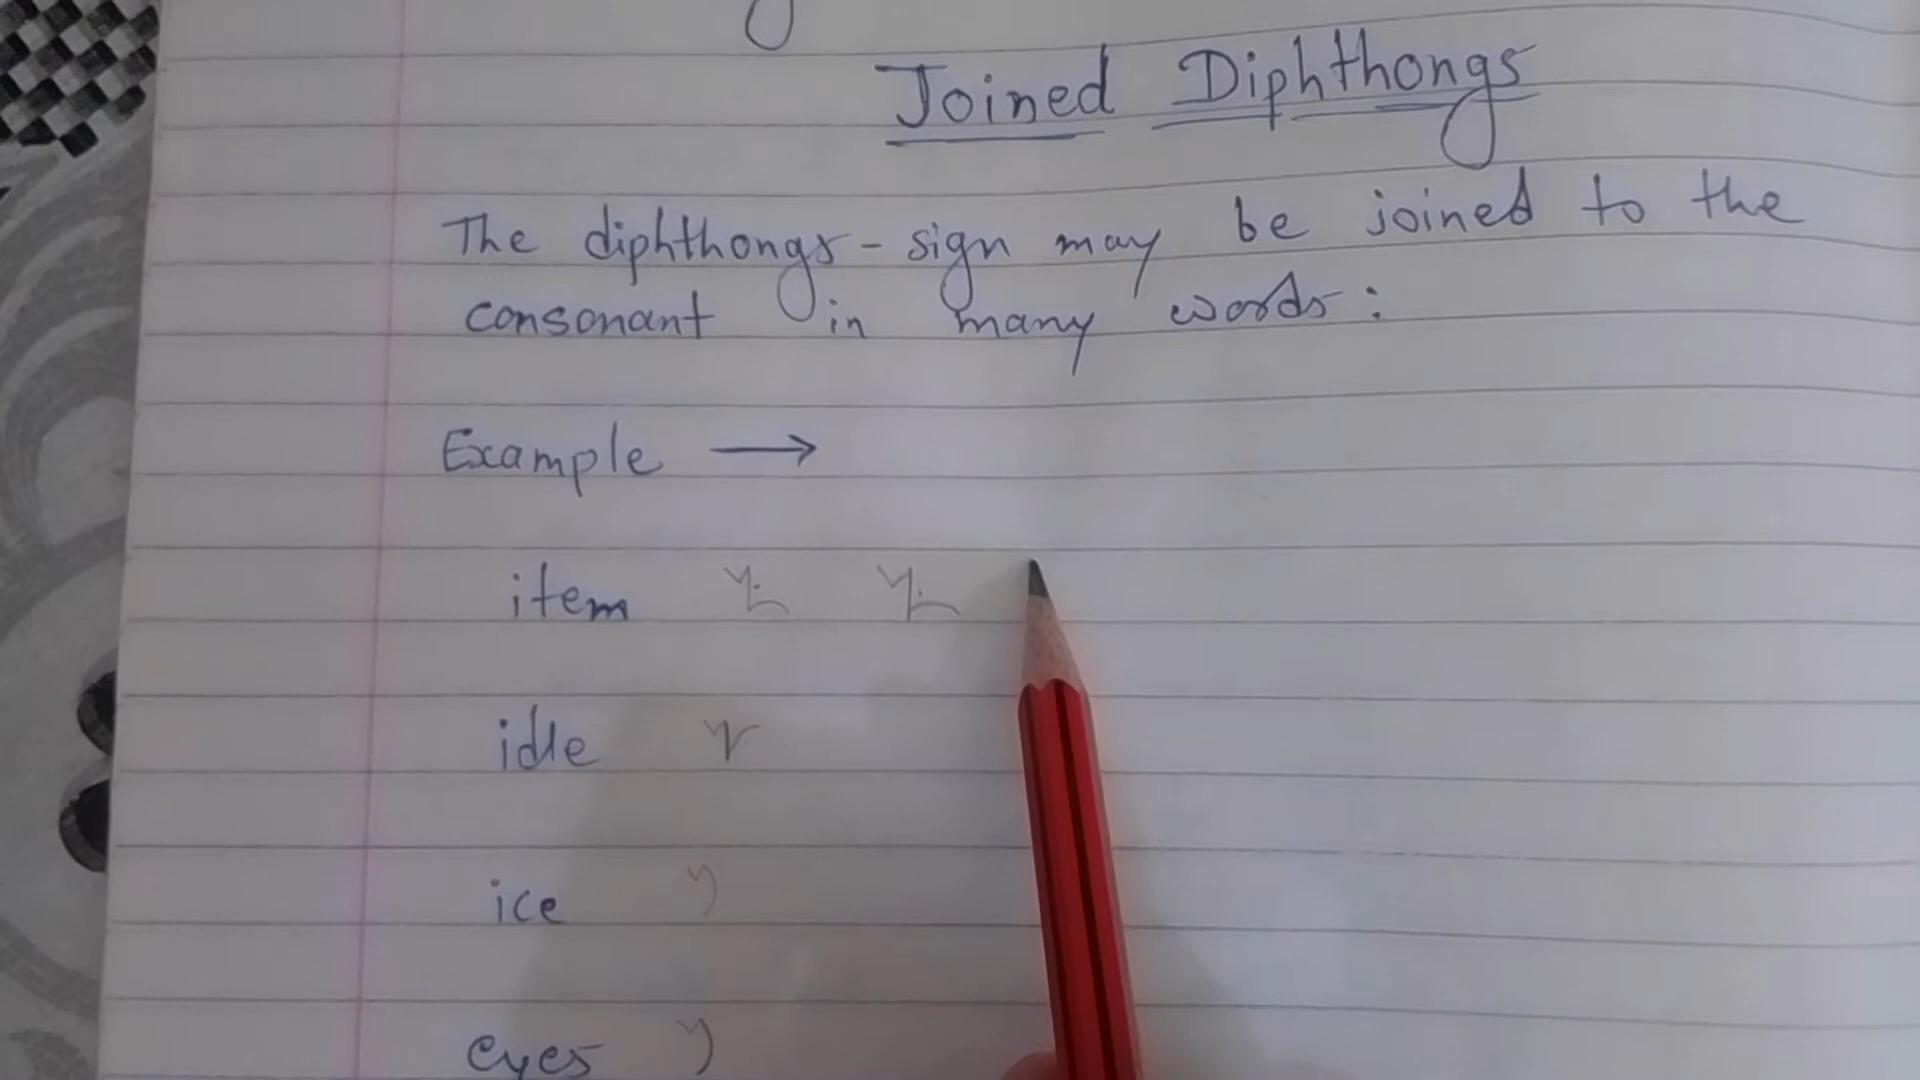 Joined Diphthongs
The diphthongs - sign may be joined to the
consonant in many words :
Example →
item
idle
ice
eyes